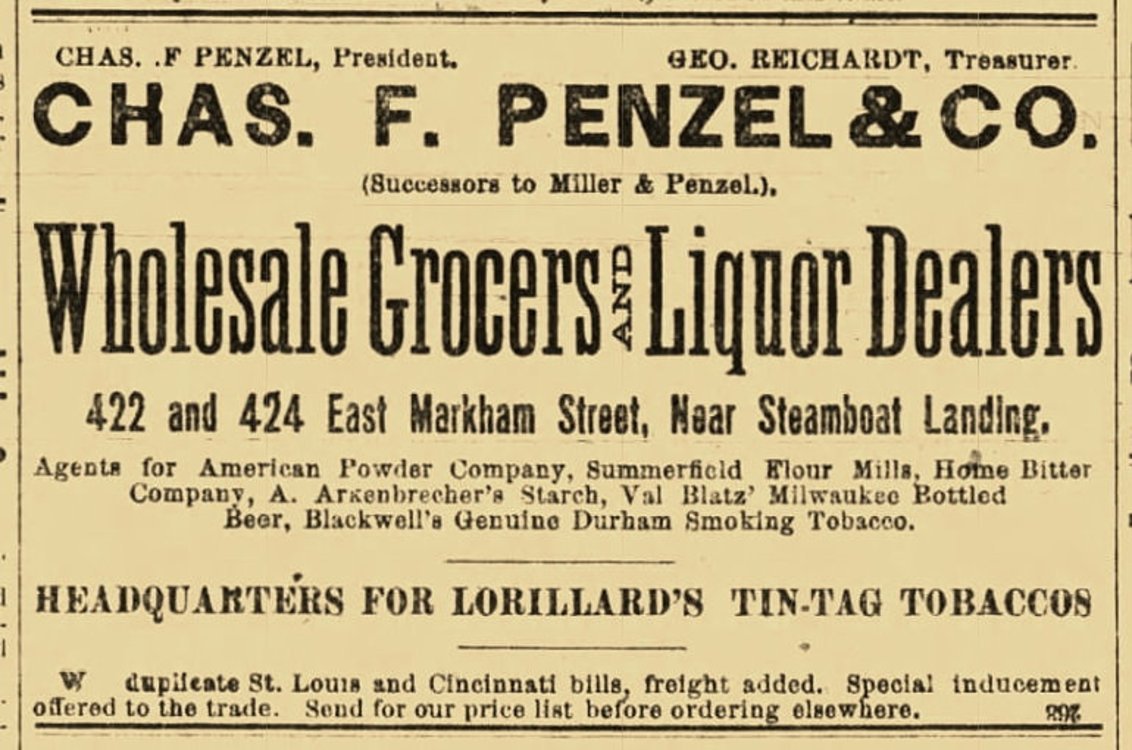 CHAS. .F PENZEL, President. GEO. REICHARDT, Treasurer.
CHAS. F. PENZEL & CO.
(Successors to Miller & Penzel.),
Wholesale Grocers AND Liquor Dealers
422 and 424 East Markham Street, Near Steamboat Landing.
Agents for American Powder Company, Summerfield Flour Mills, Home Bitter
Company, A. Arkenbrecher's Starch, Val Blatz' Milwaukee Bottled
Beer, Blackwell's Genuine Durham Smoking Tobacco.
HEADQUARTERS FOR LORILLARD'S TIN-TAG TOBACCOS
W duplicate St. Louis and Cincinnati bills, freight added. Special inducement
offered to the trade. Send for our price list before ordering elsewhere.